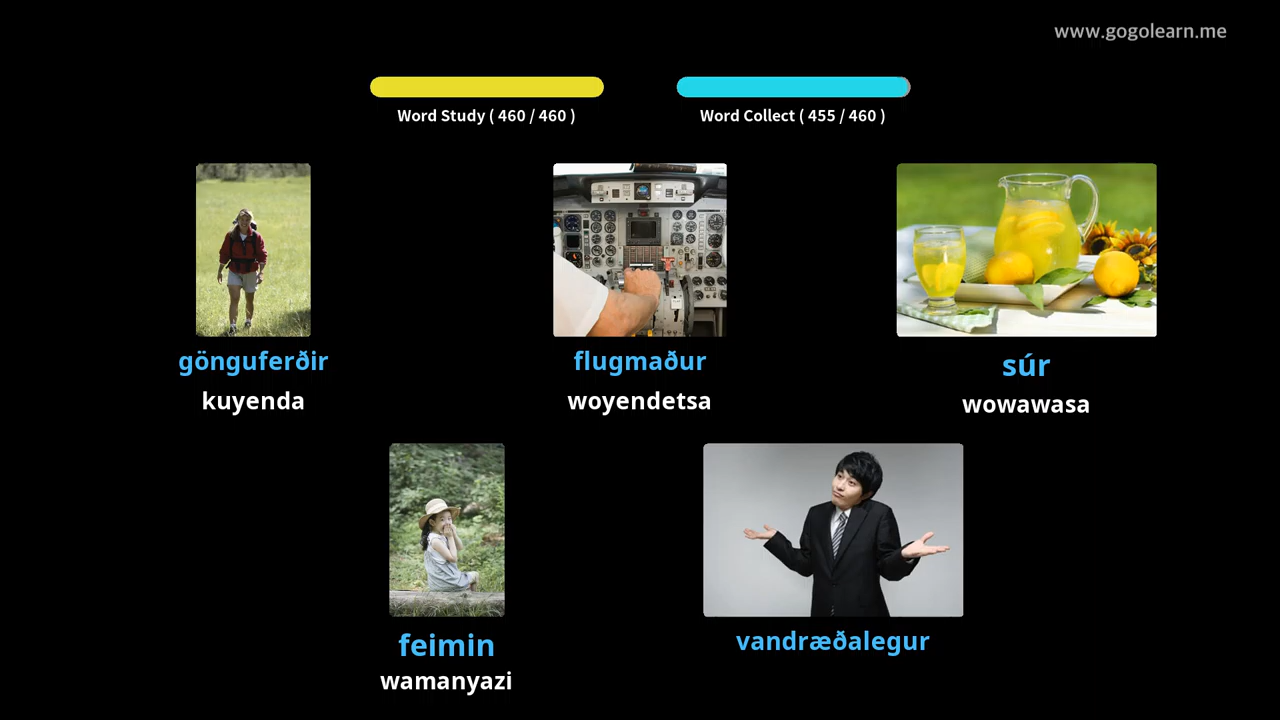 www.gogolearn.me
Word Study ( 460 / 460 )
Word Collect ( 455 / 460 )
gönguferðir
kuyenda
flugmaður
woyendetsa
súr
wowawasa
feimin
wamanyazi
vandræðalegur